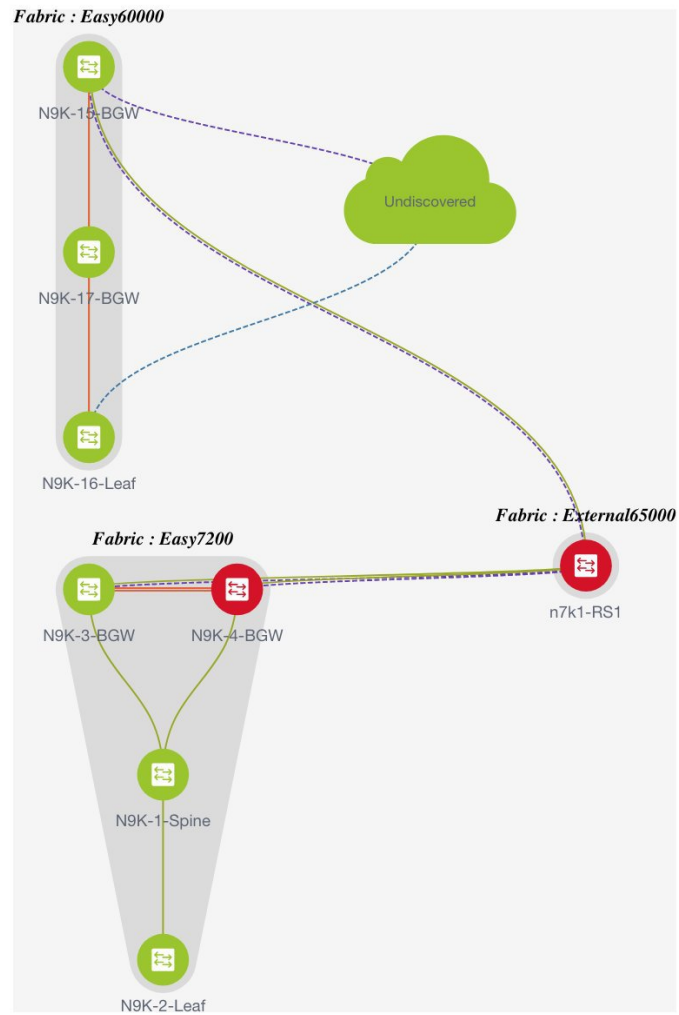 Fabric : Easy60000
N9K-15-BGW
Undiscovered
N9K-17-BGW
N9K-16-Leaf
Fabric : External65000
n7k1-RS1
Fabric : Easy7200
N9K-3-BGW
N9K-4-BGW
N9K-1-Spine
N9K-2-Leaf